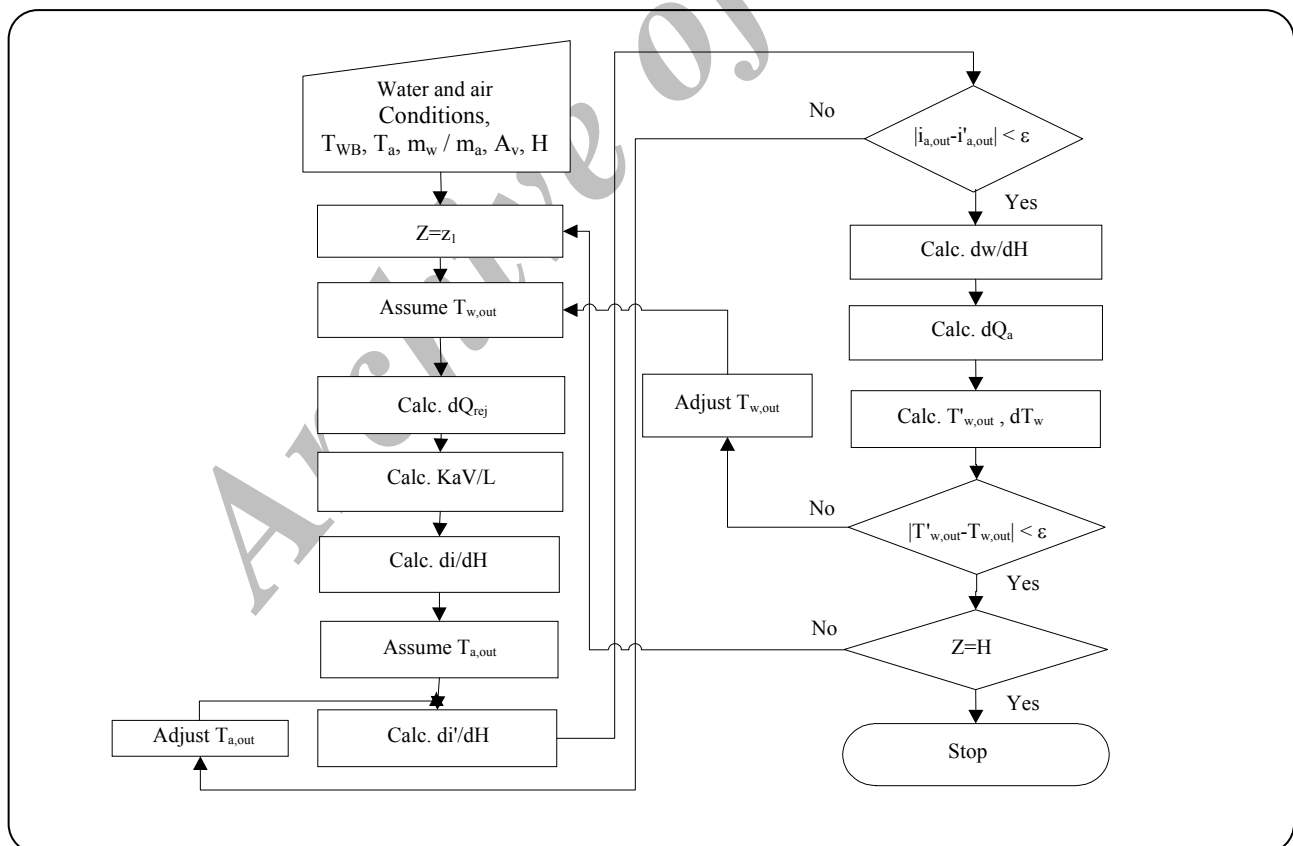 Water and air
Conditions,
T_WB, T_a, m_w / m_a, A_v, H
Z=z_1
Assume T_w,out
Calc. dQ_rej
Calc. KaV/L
Calc. di/dH
Assume T_a,out
Calc. di'/dH
Adjust T_a,out
|i_a,out-i'_a,out| < ε
No
Yes
Calc. dw/dH
Calc. dQ_a
Calc. T'_w,out , dT_w
|T'_w,out-T_w,out| < ε
No
Adjust T_w,out
Yes
Z=H
No
Yes
Stop
Archive of